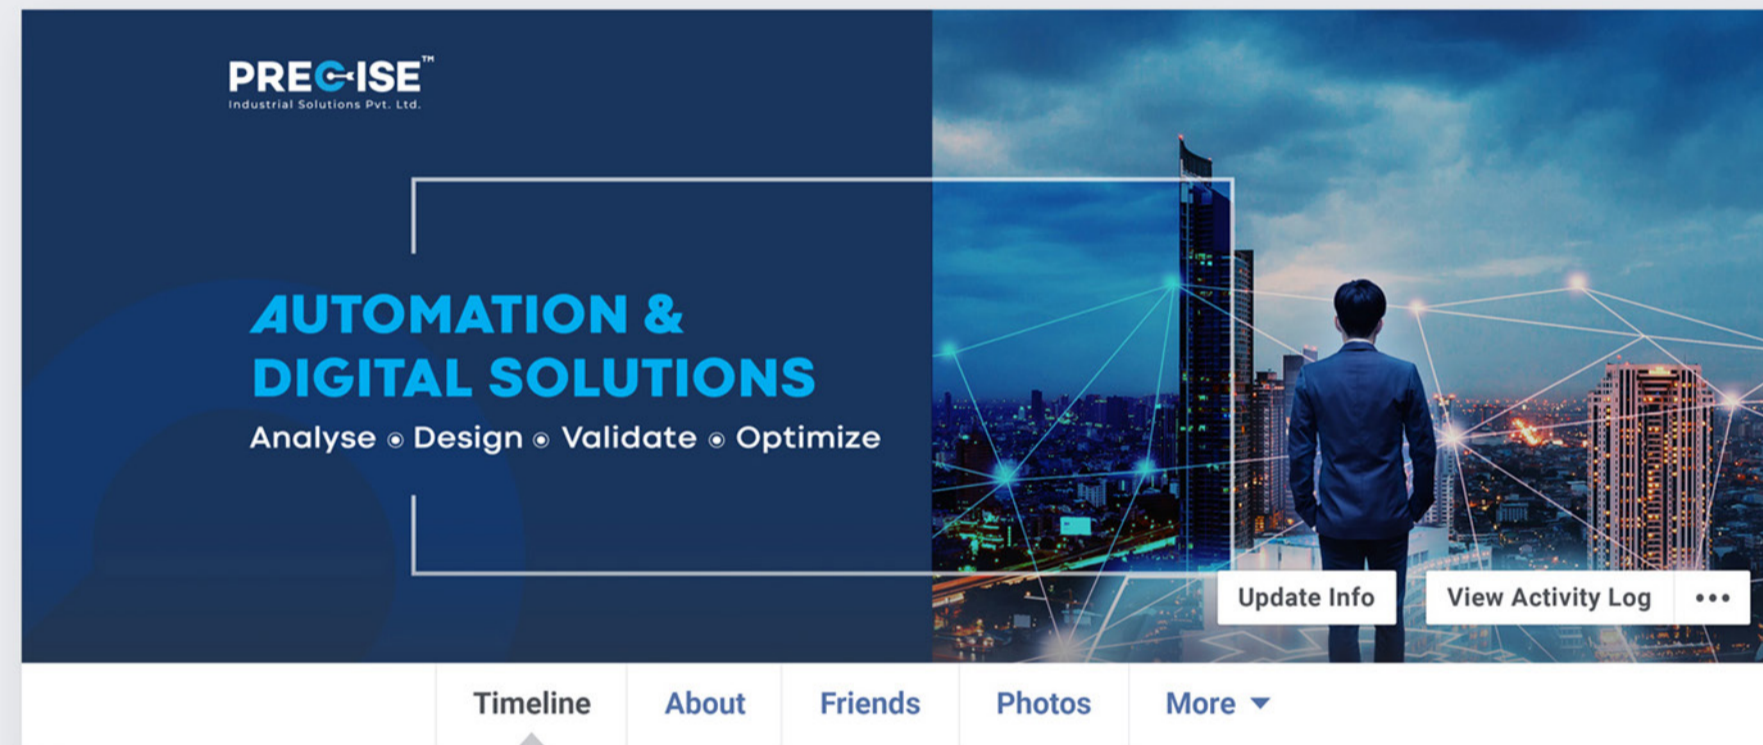 PRECISE™
Industrial Solutions Pvt. Ltd.
AUTOMATION &
DIGITAL SOLUTIONS
Analyse ⦿ Design ⦿ Validate ⦿ Optimize
Update Info
View Activity Log
Timeline
About
Friends
Photos
More